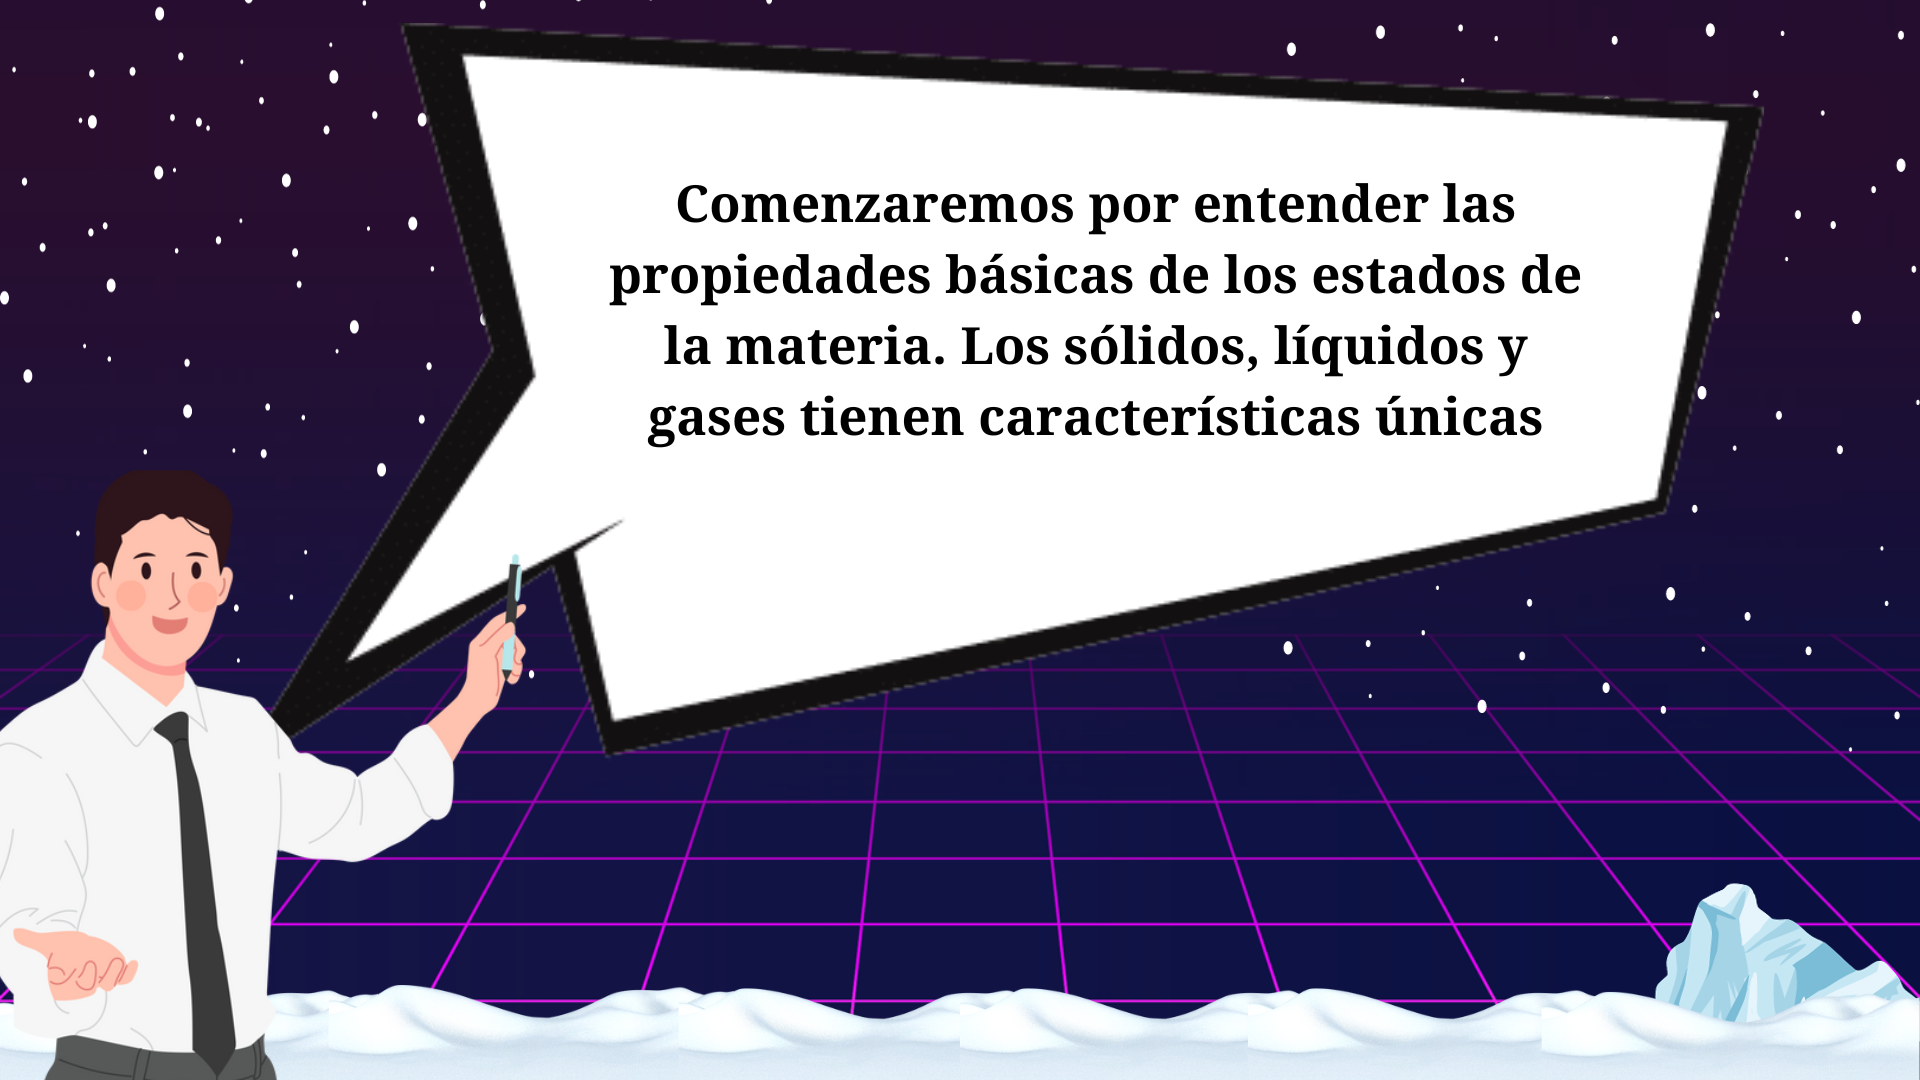 Comenzaremos por entender las
propiedades básicas de los estados de
la materia. Los sólidos, líquidos y
gases tienen características únicas